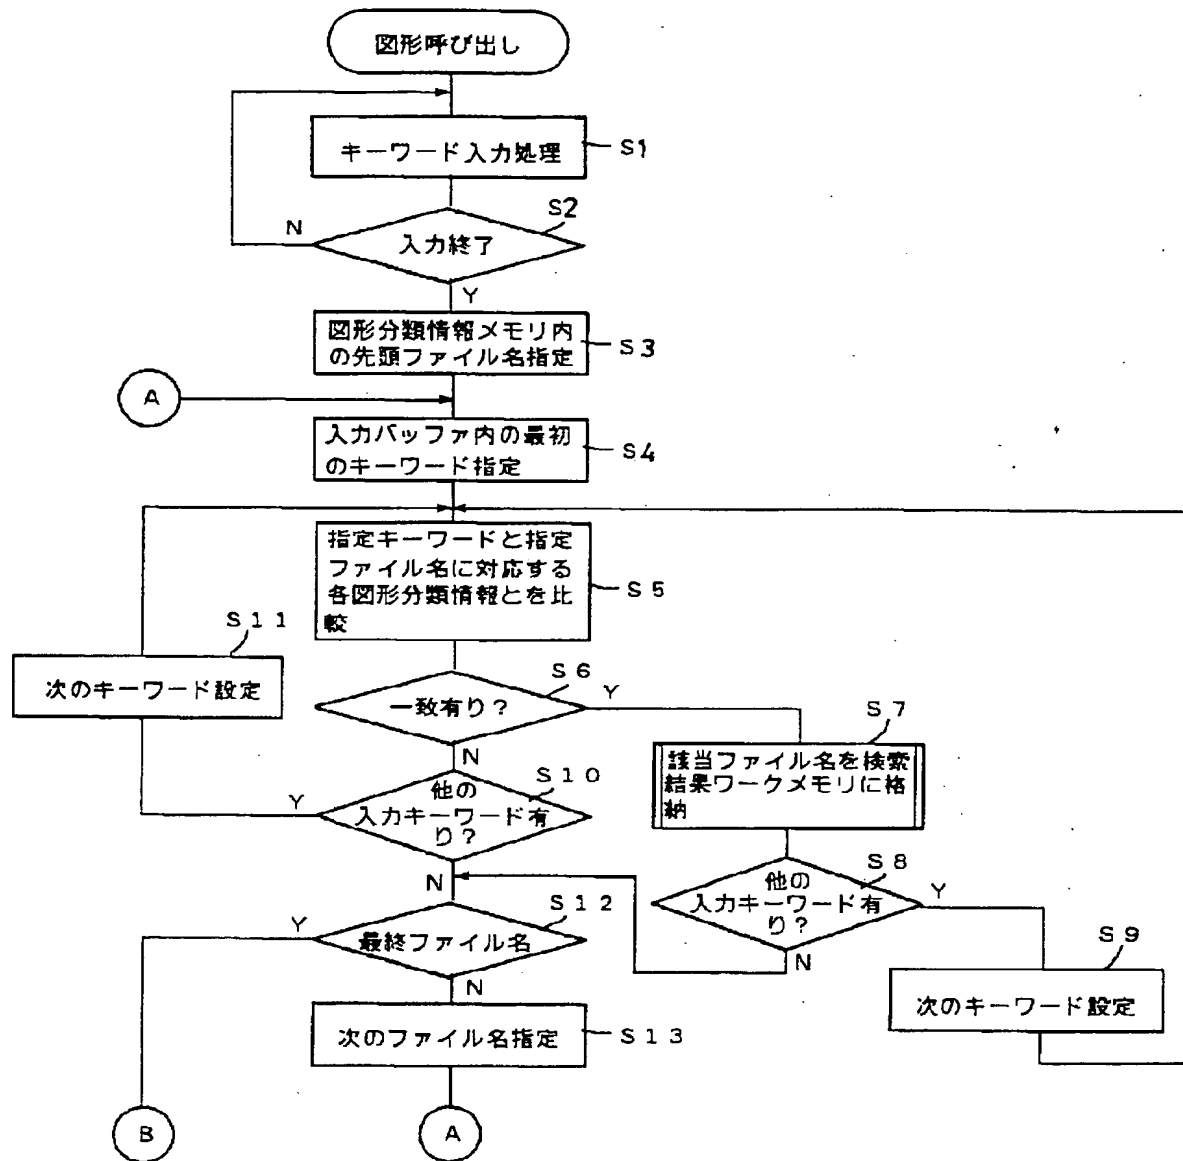 図形呼び出し
キーワード入力処理
S1
S2
N
入力終了
Y
図形分類情報メモリ内
の先頭ファイル名指定
S3
A
入力バッファ内の最初
のキーワード指定
S4
指定キーワードと指定
ファイル名に対応する
各図形分類情報とを比
較
S5
S11
次のキーワード設定
S6
一致有り?
Y
N
S7
該当ファイル名を検索
結果ワークメモリに格
納
S10
他の
入力キーワード有
り?
Y
N
S8
他の
入力キーワード有
り?
Y
N
S9
次のキーワード設定
S12
最終ファイル名
Y
N
次のファイル名指定
S13
B
A